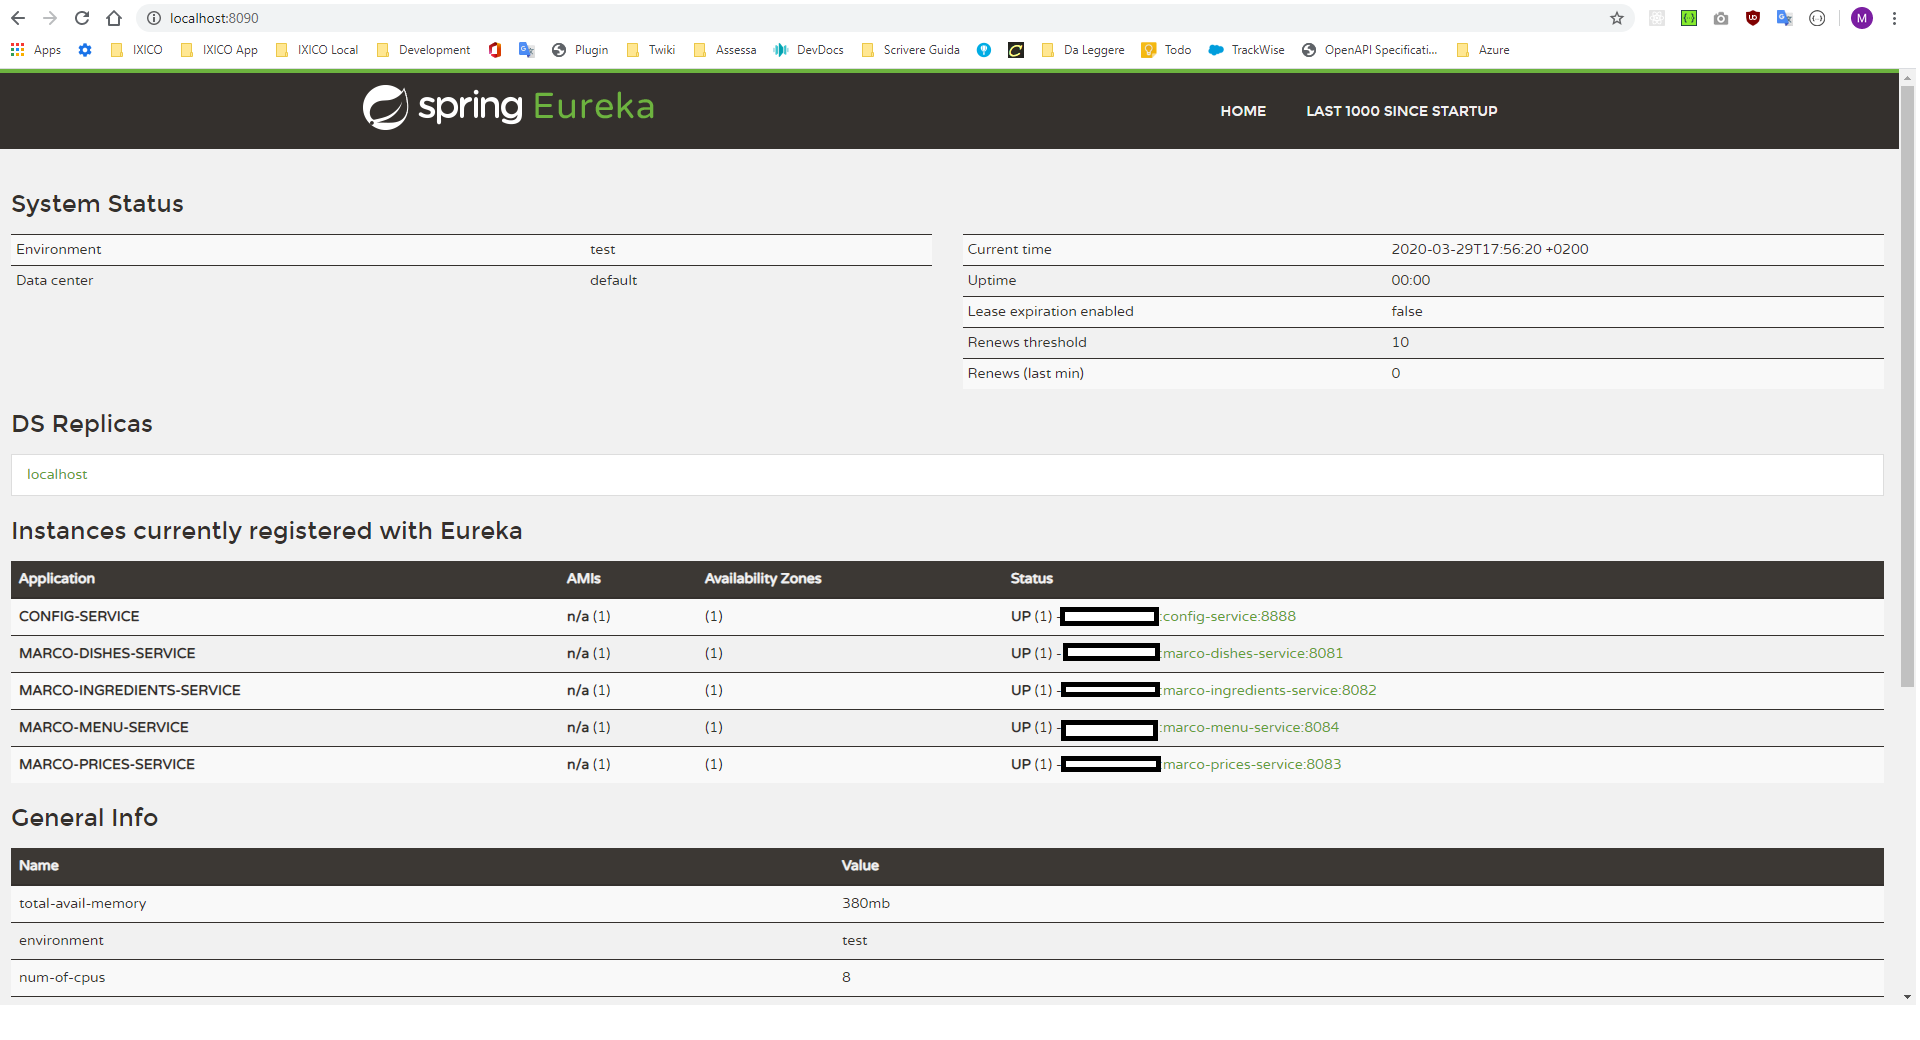 localhost:8090
M
Apps IXICO IXICO App IXICO Local Development Plugin Twiki Assessa DevDocs Scrivere Guida Da Leggere Todo TrackWise OpenAPI Specificati... Azure
spring Eureka HOME LAST 1000 SINCE STARTUP
System Status
Environment test
Data center default
Current time 2020-03-29T17:56:20 +0200
Uptime 00:00
Lease expiration enabled false
Renews threshold 10
Renews (last min) 0
DS Replicas
localhost
Instances currently registered with Eureka
Application AMIs Availability Zones Status
CONFIG-SERVICE n/a (1) (1) UP (1) - :config-service:8888
MARCO-DISHES-SERVICE n/a (1) (1) UP (1) - :marco-dishes-service:8081
MARCO-INGREDIENTS-SERVICE n/a (1) (1) UP (1) - :marco-ingredients-service:8082
MARCO-MENU-SERVICE n/a (1) (1) UP (1) - :marco-menu-service:8084
MARCO-PRICES-SERVICE n/a (1) (1) UP (1) - :marco-prices-service:8083
General Info
Name Value
total-avail-memory 380mb
environment test
num-of-cpus 8